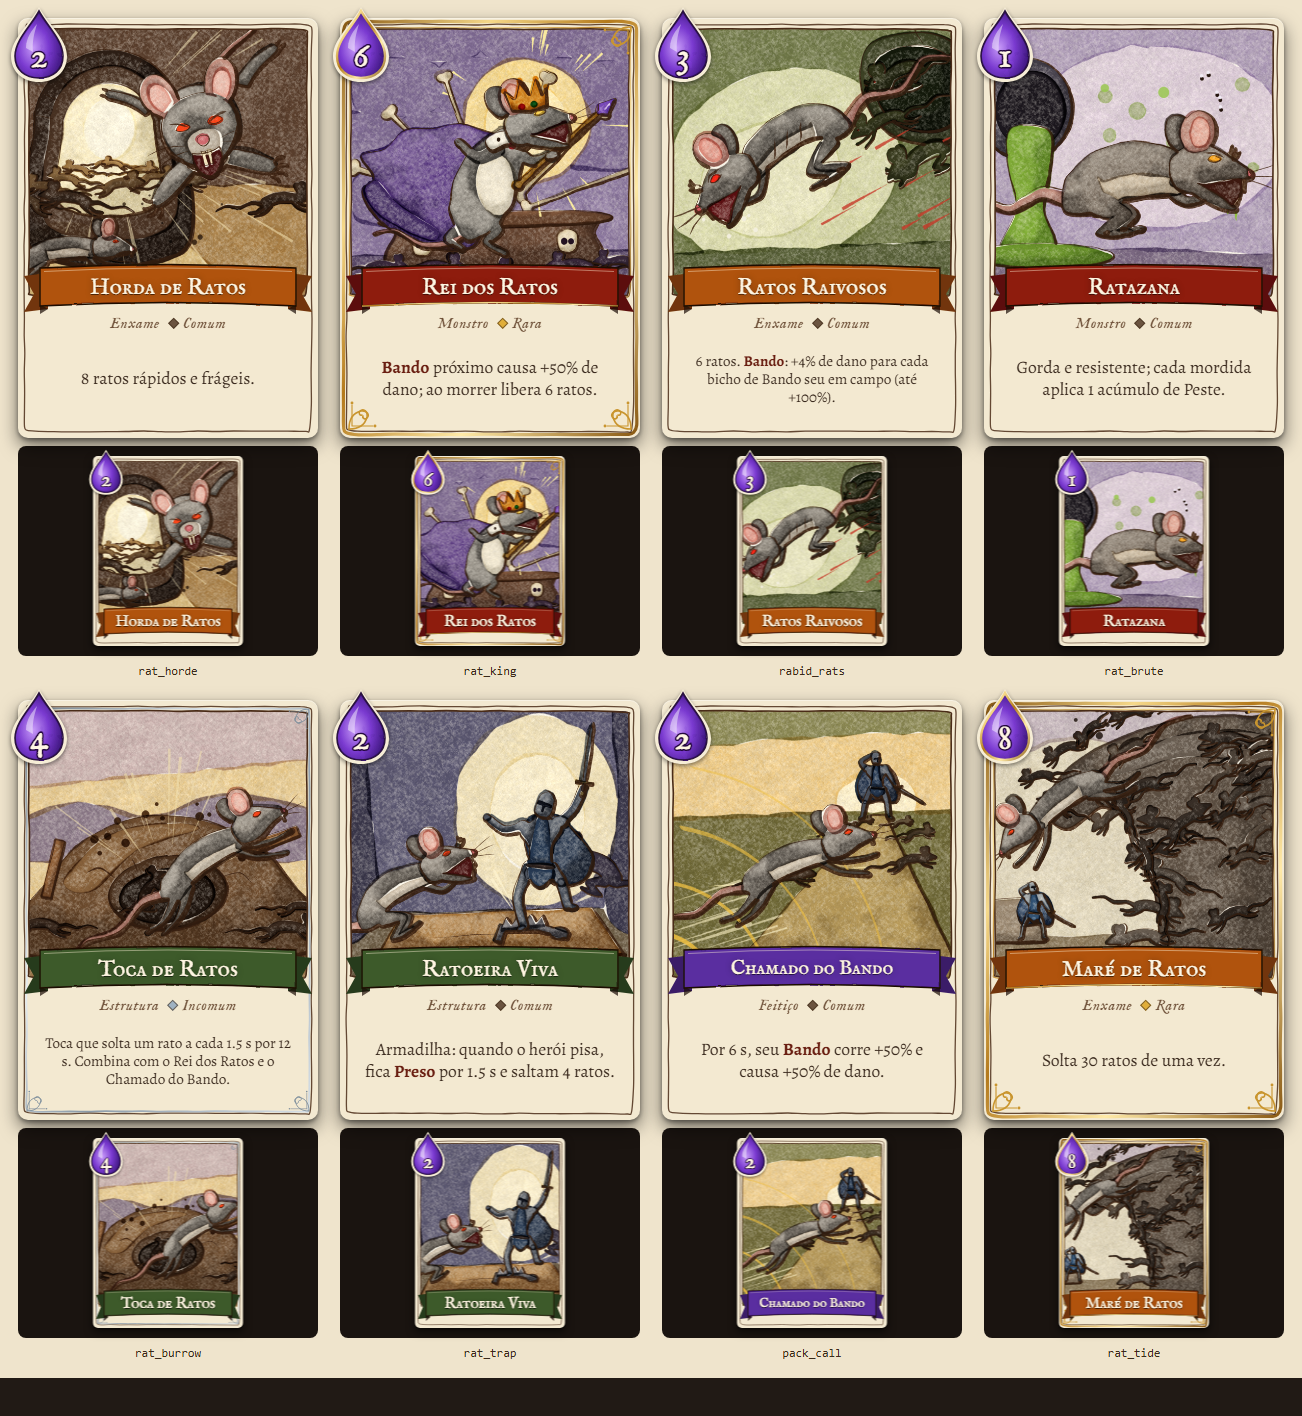 2
6
3
1
Horda de Ratos
Rei dos Ratos
Ratos Raivosos
Ratazana
Enxame ◆ Comum
Monstro ◆ Rara
Enxame ◆ Comum
Monstro ◆ Comum
8 ratos rápidos e frágeis.
Bando próximo causa +50% de
dano; ao morrer libera 6 ratos.
6 ratos. Bando: +4% de dano para cada
bicho de Bando seu em campo (até
+100%).
Gorda e resistente; cada mordida
aplica 1 acúmulo de Peste.
2
6
3
1
Horda de Ratos
Rei dos Ratos
Ratos Raivosos
Ratazana
rat_horde
rat_king
rabid_rats
rat_brute
4
2
2
8
Toca de Ratos
Ratoeira Viva
Chamado do Bando
Maré de Ratos
Estrutura ◆ Incomum
Estrutura ◆ Comum
Feitiço ◆ Comum
Enxame ◆ Rara
Toca que solta um rato a cada 1.5 s por 12
s. Combina com o Rei dos Ratos e o
Chamado do Bando.
Armadilha: quando o herói pisa,
fica Preso por 1.5 s e saltam 4 ratos.
Por 6 s, seu Bando corre +50% e
causa +50% de dano.
Solta 30 ratos de uma vez.
4
2
2
8
Toca de Ratos
Ratoeira Viva
Chamado do Bando
Maré de Ratos
rat_burrow
rat_trap
pack_call
rat_tide